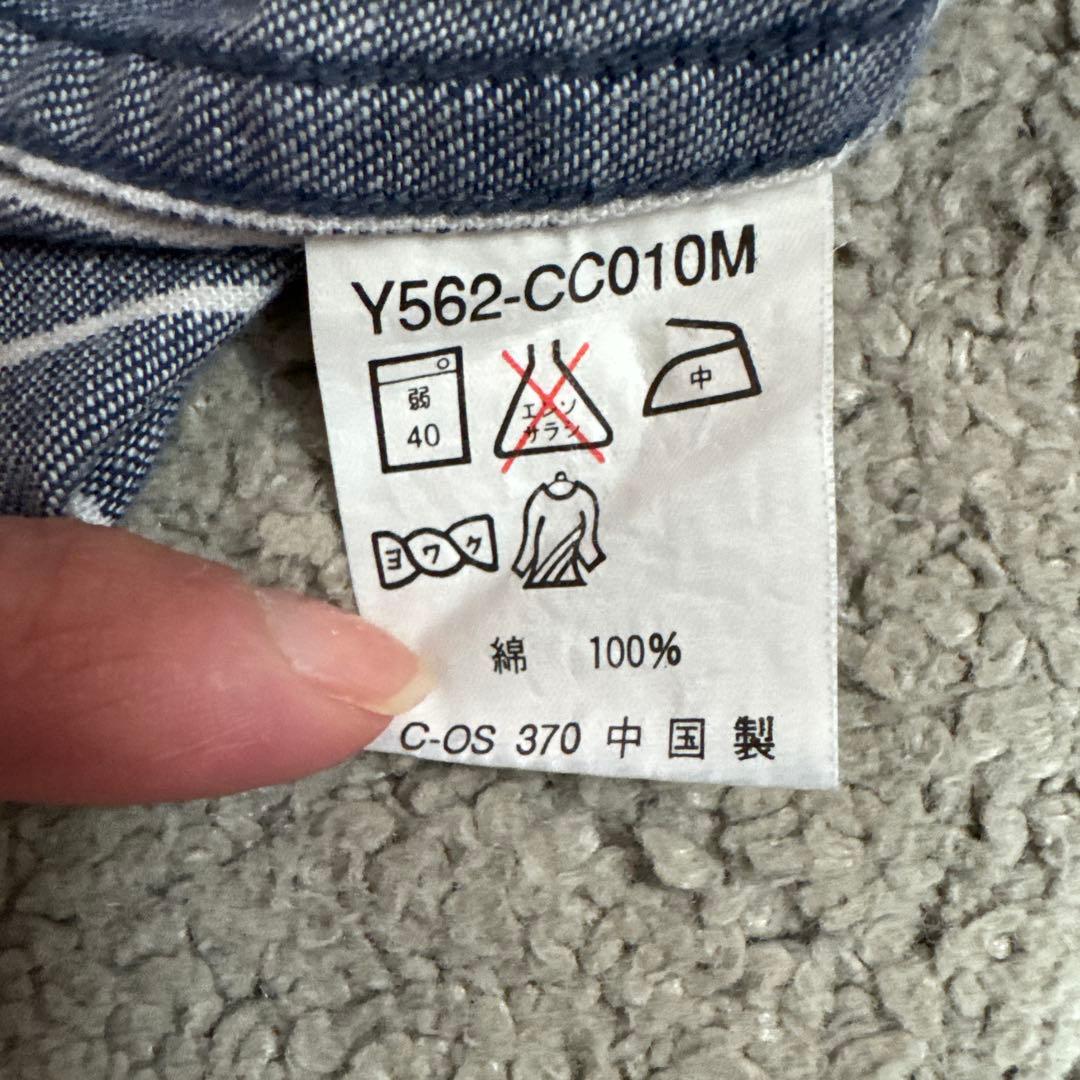 Y562-CC010M
弱
40
エンソ
サラシ
中
ヨワク
綿 100%
C-OS 370 中国製